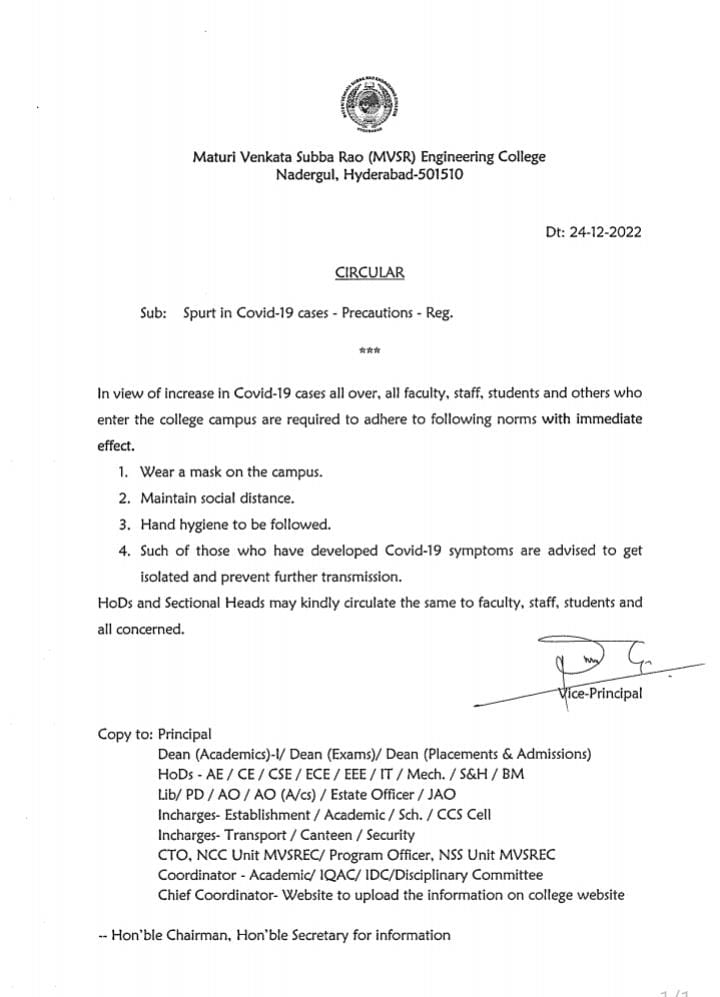 Maturi Venkata Subba Rao (MVSR) Engineering College
Nadergul, Hyderabad-501510
Dt: 24-12-2022
CIRCULAR
Sub: Spurt in Covid-19 cases - Precautions - Reg.
***
In view of increase in Covid-19 cases all over, all faculty, staff, students and others who
enter the college campus are required to adhere to following norms with immediate
effect.
1. Wear a mask on the campus.
2. Maintain social distance.
3. Hand hygiene to be followed.
4. Such of those who have developed Covid-19 symptoms are advised to get
isolated and prevent further transmission.
HoDs and Sectional Heads may kindly circulate the same to faculty, staff, students and
all concerned.
Vice-Principal
Copy to: Principal
Dean (Academics)-I/ Dean (Exams)/ Dean (Placements & Admissions)
HoDs - AE / CE / CSE / ECE / EEE / IT / Mech. / S&H / BM
Lib/ PD / AO / AO (A/cs) / Estate Officer / JAO
Incharges- Establishment / Academic / Sch. / CCS Cell
Incharges- Transport / Canteen / Security
CTO, NCC Unit MVSREC/ Program Officer, NSS Unit MVSREC
Coordinator - Academic/ IQAC/ IDC/Disciplinary Committee
Chief Coordinator- Website to upload the information on college website
-- Hon'ble Chairman, Hon'ble Secretary for information